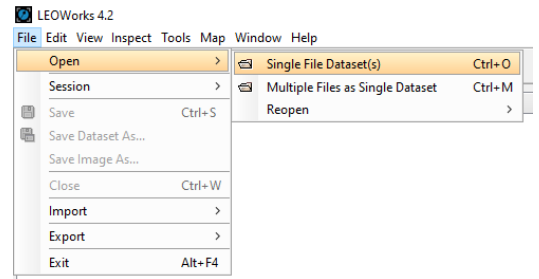 LEOWorks 4.2
File Edit View Inspect Tools Map Window Help
Open >
Session >
Save Ctrl+S
Save Dataset As...
Save Image As...
Close Ctrl+W
Import >
Export >
Exit Alt+F4
Single File Dataset(s) Ctrl+O
Multiple Files as Single Dataset Ctrl+M
Reopen >